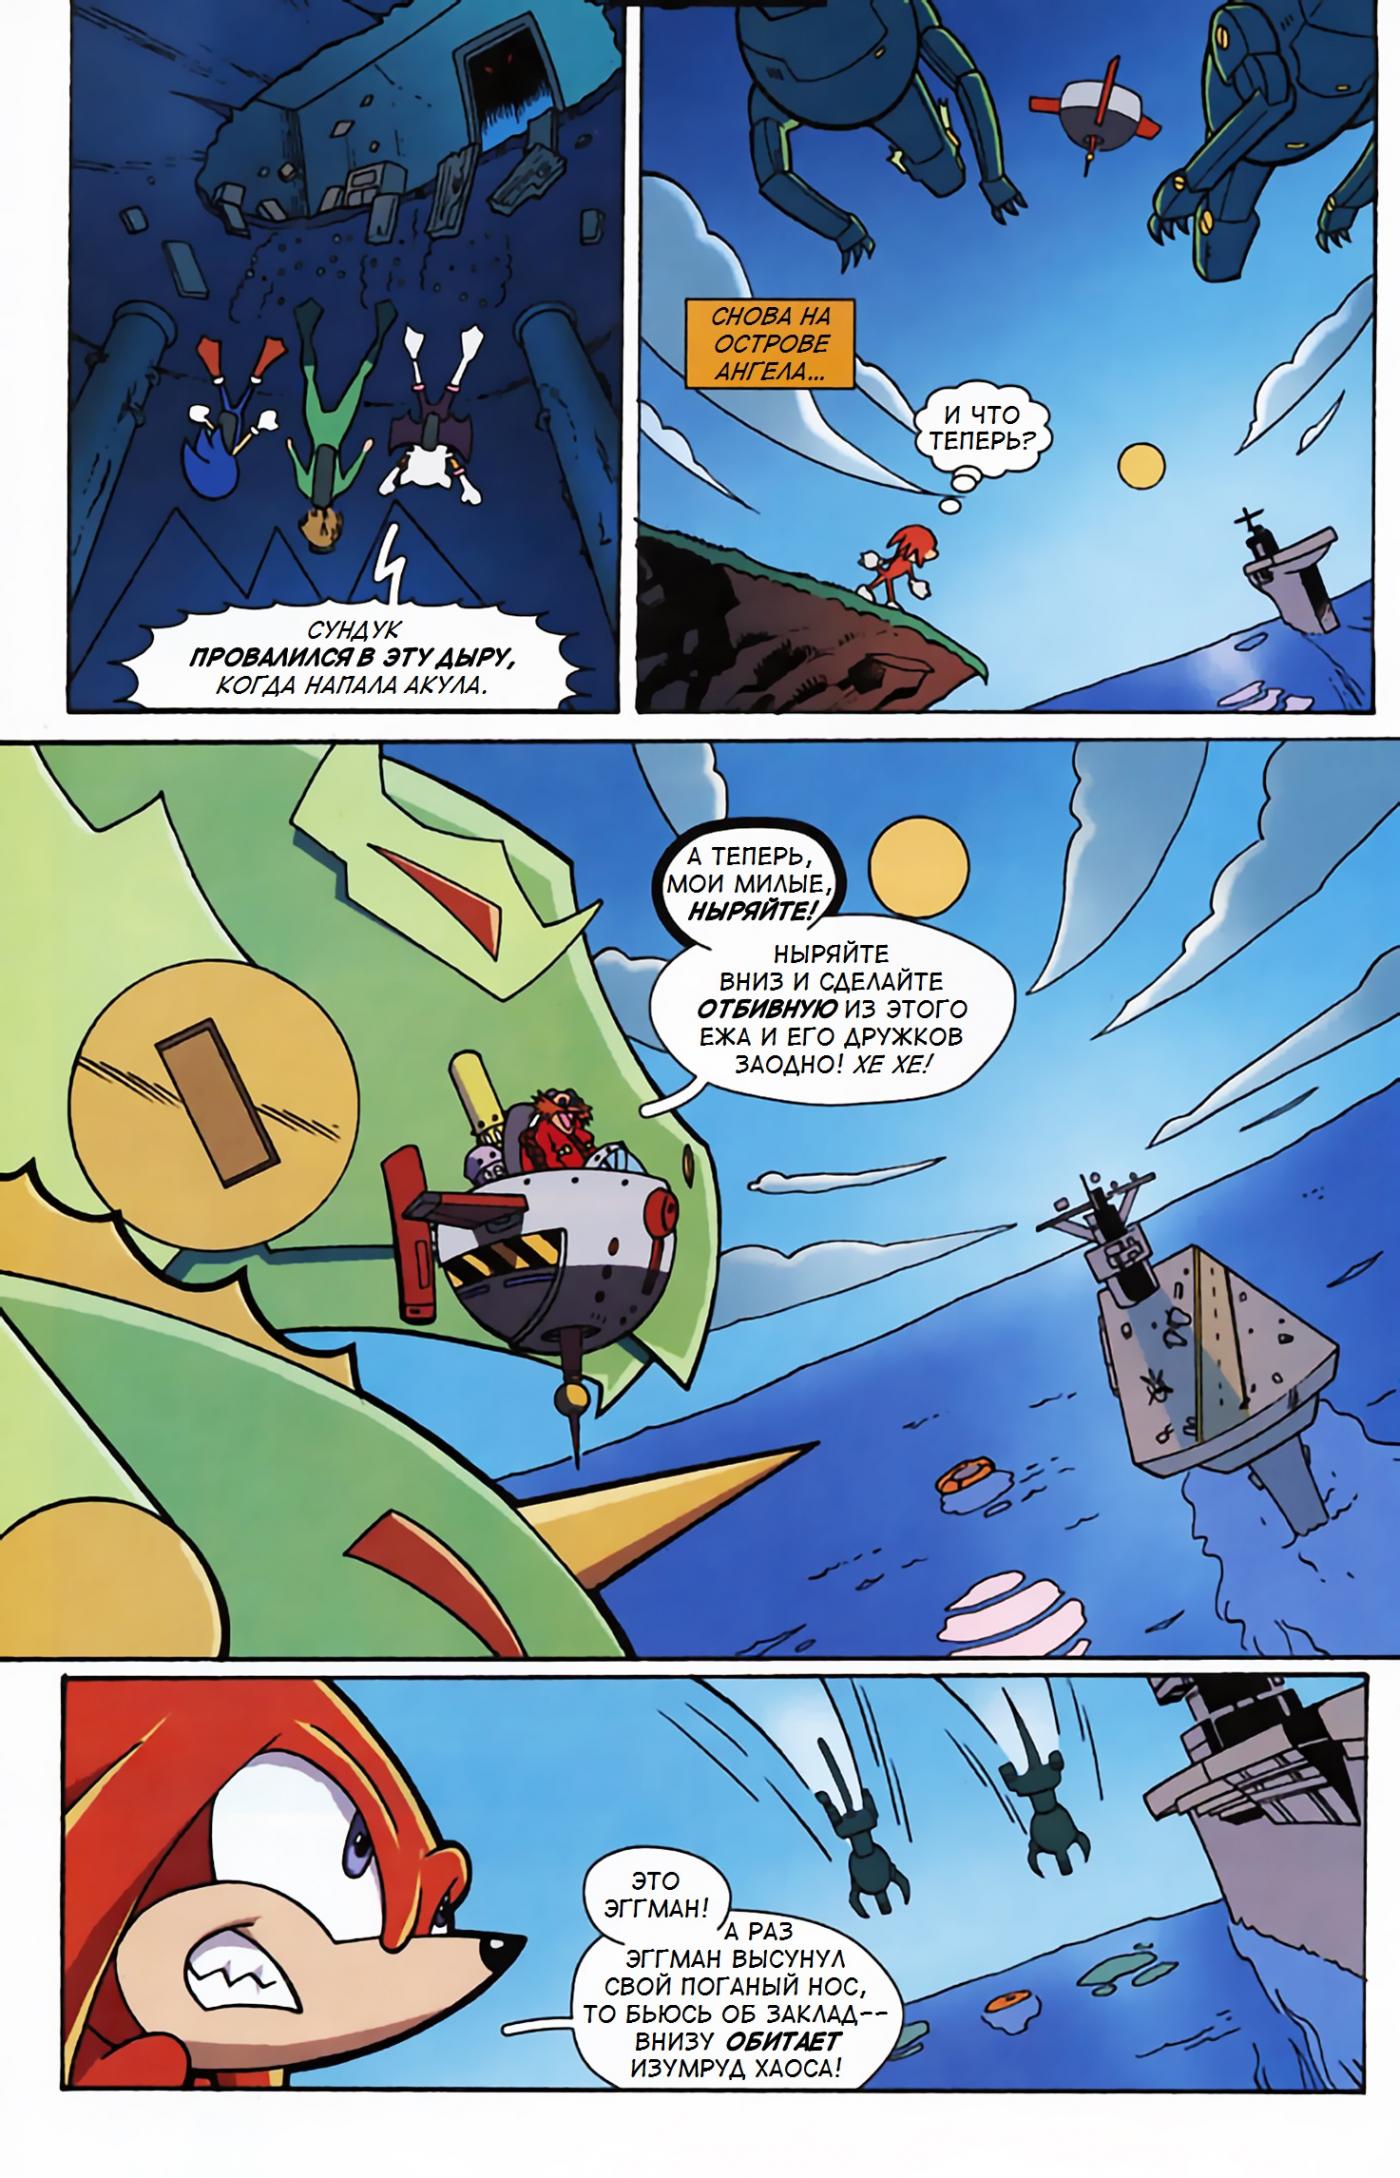 СУНДУК
ПРОВАЛИЛСЯ В ЭТУ ДЫРУ,
КОГДА НАПАЛА АКУЛА.
СНОВА НА
ОСТРОВЕ
АНГЕЛА...
И ЧТО
ТЕПЕРЬ?
А ТЕПЕРЬ,
МОИ МИЛЫЕ,
НЫРЯЙТЕ!
НЫРЯЙТЕ
ВНИЗ И СДЕЛАЙТЕ
ОТБИВНУЮ ИЗ ЭТОГО
ЕЖА И ЕГО ДРУЖКОВ
ЗАОДНО! ХЕ ХЕ!
ЭТО
ЭГГМАН!
А РАЗ
ЭГГМАН ВЫСУНУЛ
СВОЙ ПОГАНЫЙ НОС,
ТО БЬЮСЬ ОБ ЗАКЛАД--
ВНИЗУ ОБИТАЕТ
ИЗУМРУД ХАОСА!